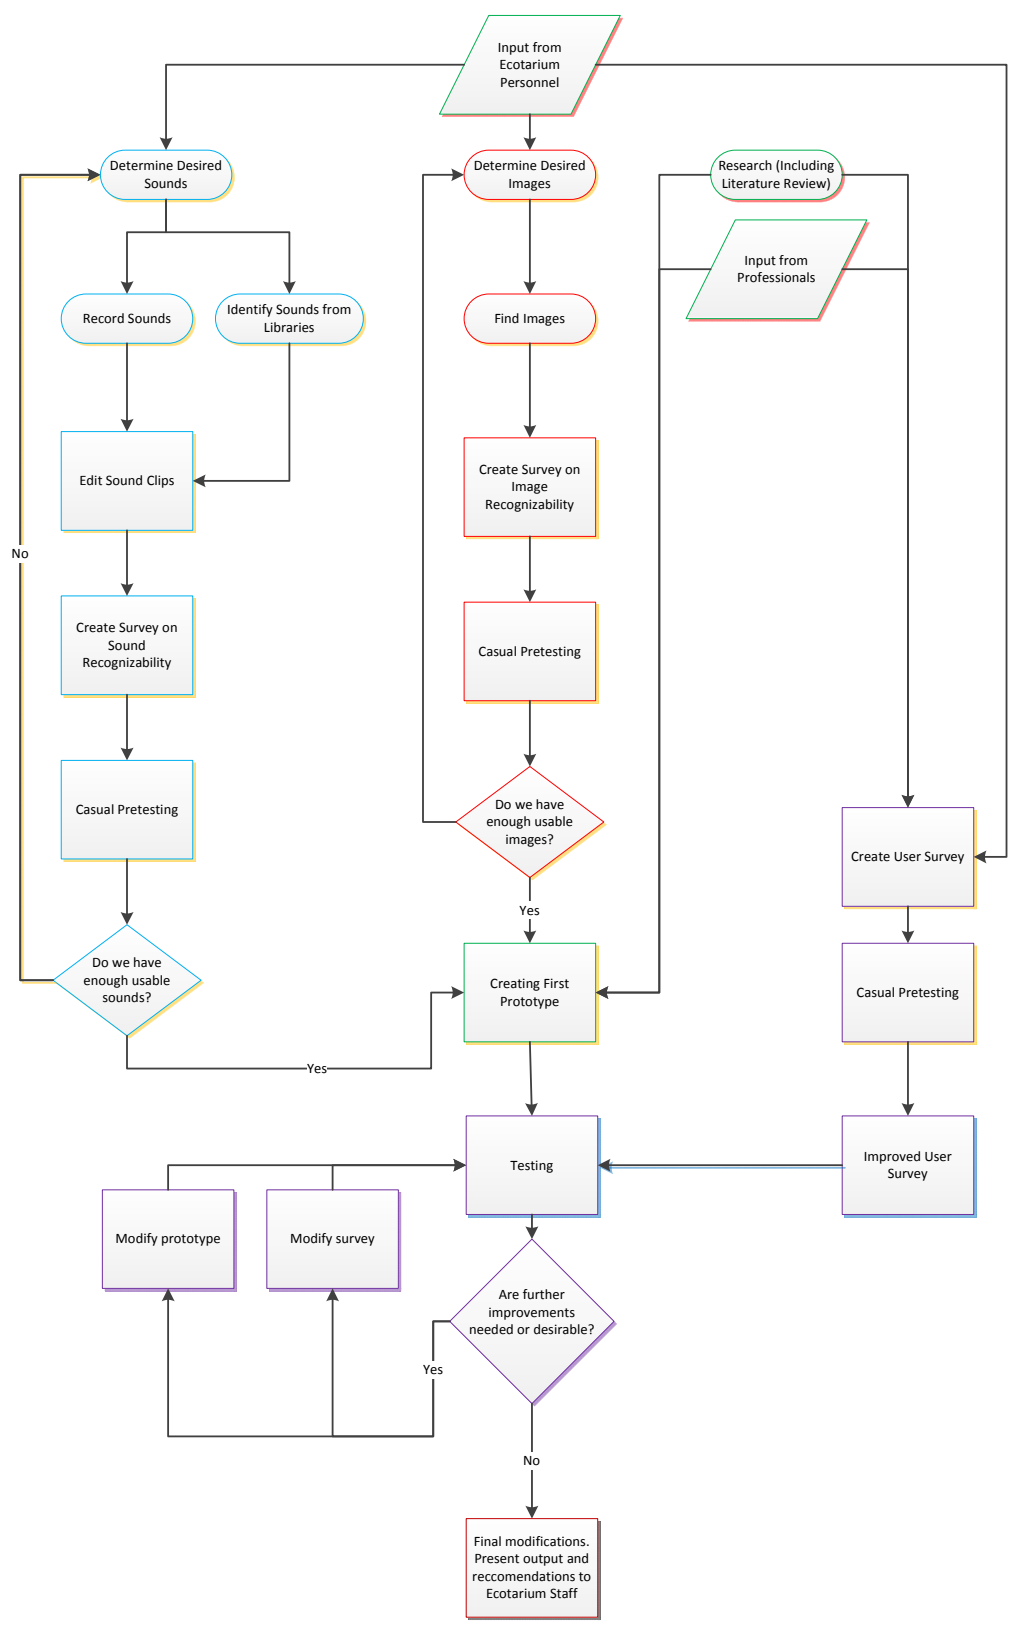 Input from
Ecotarium
Personnel
Determine Desired
Sounds
Determine Desired
Images
Research (Including
Literature Review)
Input from
Professionals
Record Sounds
Identify Sounds from
Libraries
Find Images
Edit Sound Clips
Create Survey on
Image
Recognizability
No
Create Survey on
Sound
Recognizability
Casual Pretesting
Casual Pretesting
Do we have
enough usable
images?
Create User Survey
Yes
Do we have
enough usable
sounds?
Creating First
Prototype
Casual Pretesting
Yes
Testing
Improved User
Survey
Modify prototype
Modify survey
Are further
improvements
needed or desirable?
Yes
No
Final modifications.
Present output and
reccomendations to
Ecotarium Staff